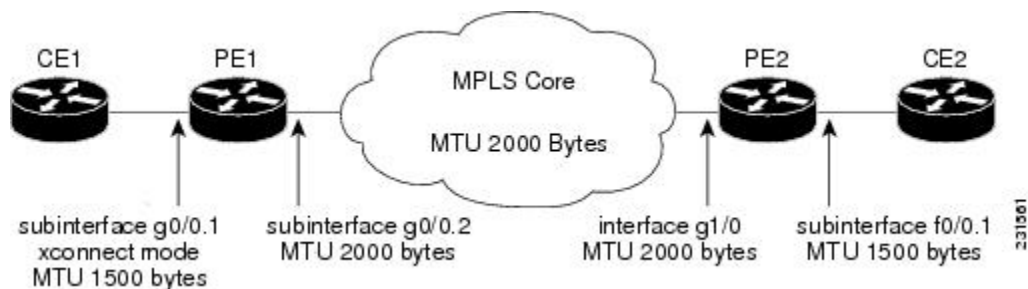 CE1
PE1
MPLS Core
MTU 2000 Bytes
PE2
CE2
subinterface g0/0.1
xconnect mode
MTU 1500 bytes
subinterface g0/0.2
MTU 2000 bytes
interface g1/0
MTU 2000 bytes
subinterface f0/0.1
MTU 1500 bytes
231561